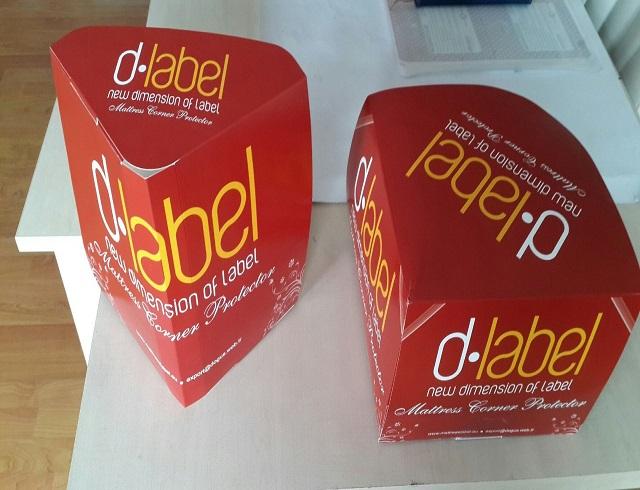 d·label
new dimension of label
Mattress Corner Protector
d·label
new dimension of label
Mattress Corner Protector
d·label
new dimension of label
Mattress Corner Protector
d·label
d·label
new dimension of label
Mattress Corner Protector